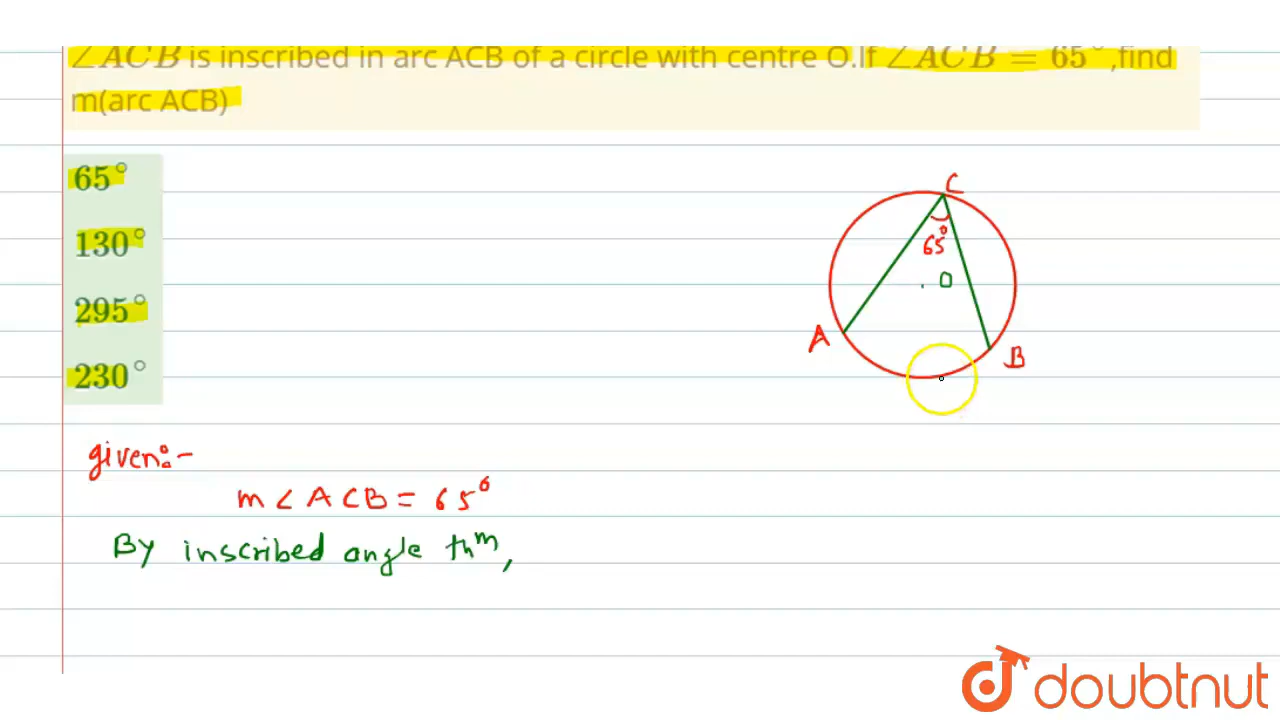 ∠ACB is inscribed in arc ACB of a circle with centre O.If ∠ACB = 65° ,find
m(arc ACB)
65°
130°
295°
230°
C
65°
O
A
B
given:-
m∠ACB = 65°
By inscribed angle thm,
doubtnut